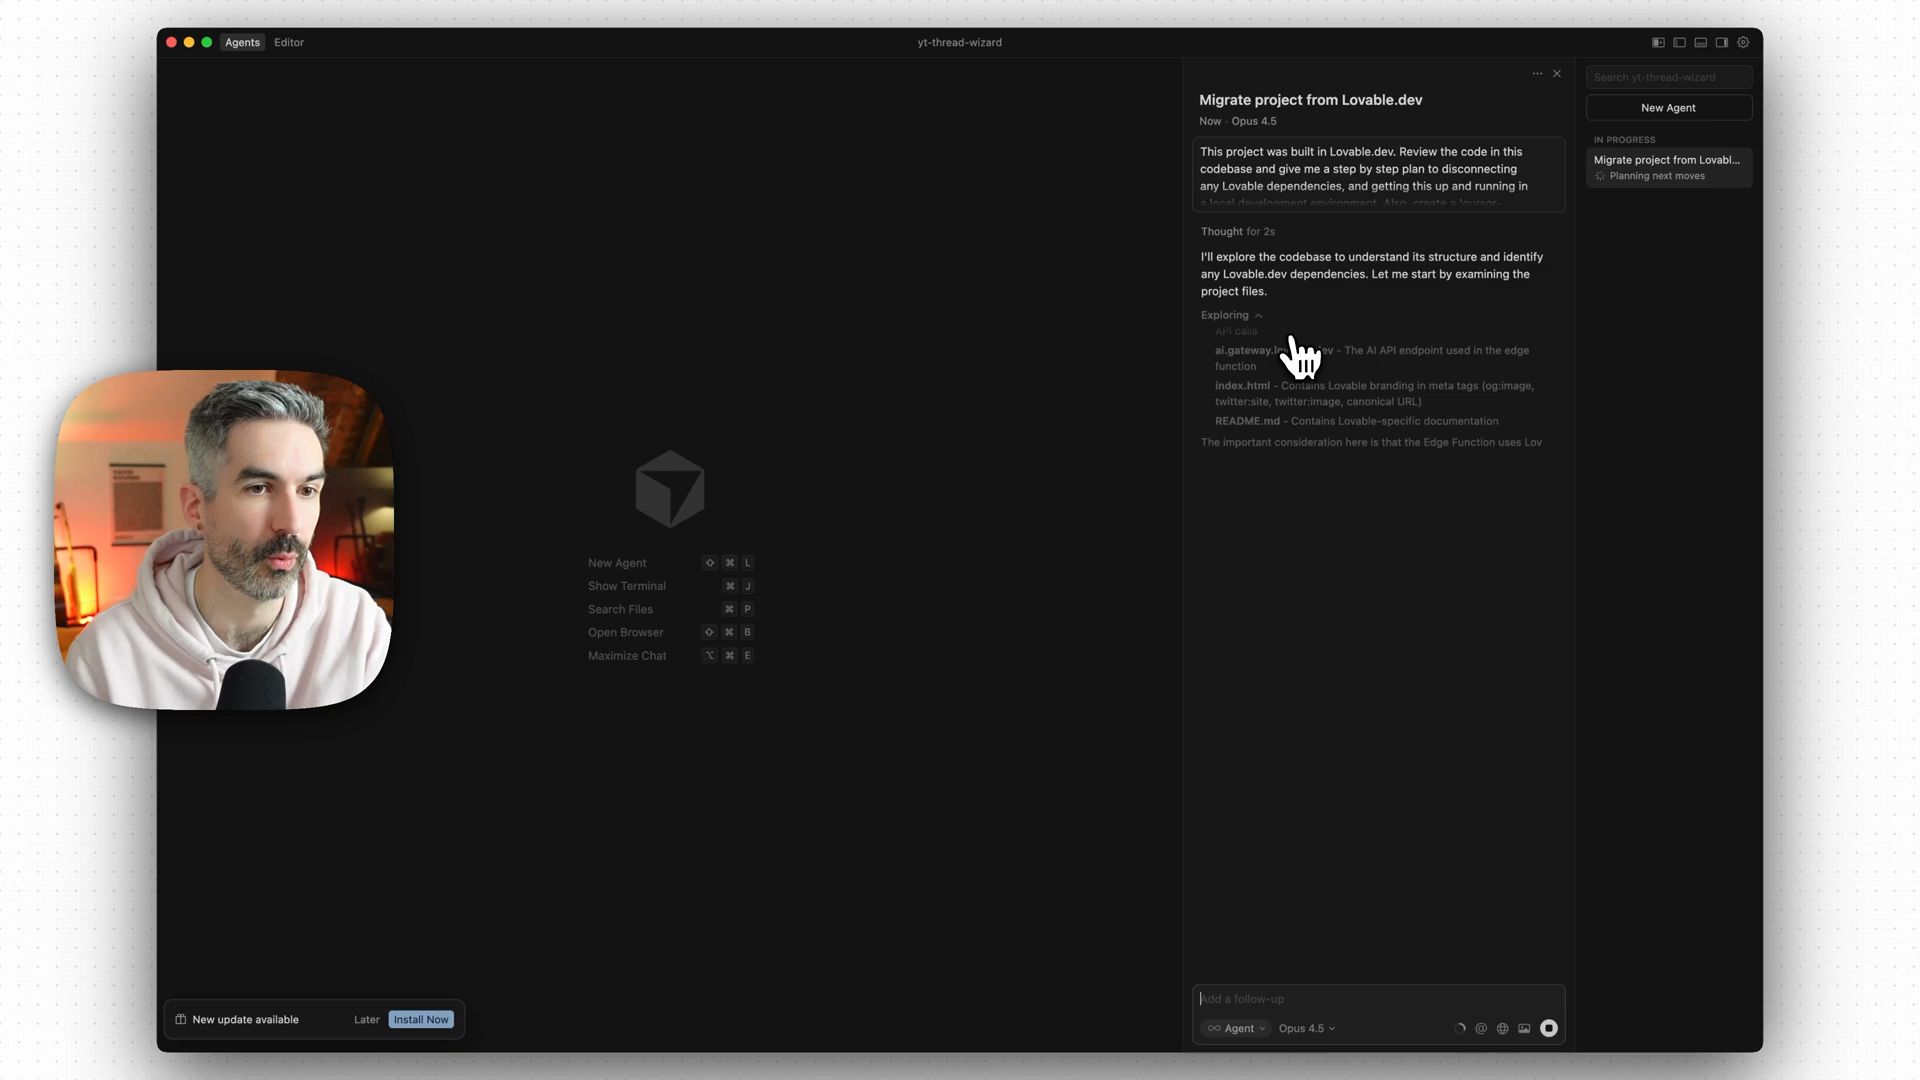 Agents Editor
yt-thread-wizard
Migrate project from Lovable.dev
Now · Opus 4.5
This project was built in Lovable.dev. Review the code in this
codebase and give me a step by step plan to disconnecting
any Lovable dependencies, and getting this up and running in
a local development environment. Also, create a 'cursor-
Thought for 2s
I'll explore the codebase to understand its structure and identify
any Lovable.dev dependencies. Let me start by examining the
project files.
Exploring
API calls
ai.gateway. - The AI API endpoint used in the edge
function
index.html - Contains Lovable branding in meta tags (og:image,
twitter:site, twitter:image, canonical URL)
README.md - Contains Lovable-specific documentation
The important consideration here is that the Edge Function uses Lov
Add a follow-up
Agent Opus 4.5
Search yt-thread-wizard
New Agent
IN PROGRESS
Migrate project from Lovabl...
Planning next moves
New Agent ⇧ ⌘ L
Show Terminal ⌘ J
Search Files ⌘ P
Open Browser ⇧ ⌘ B
Maximize Chat ⌥ ⌘ E
New update available Later Install Now